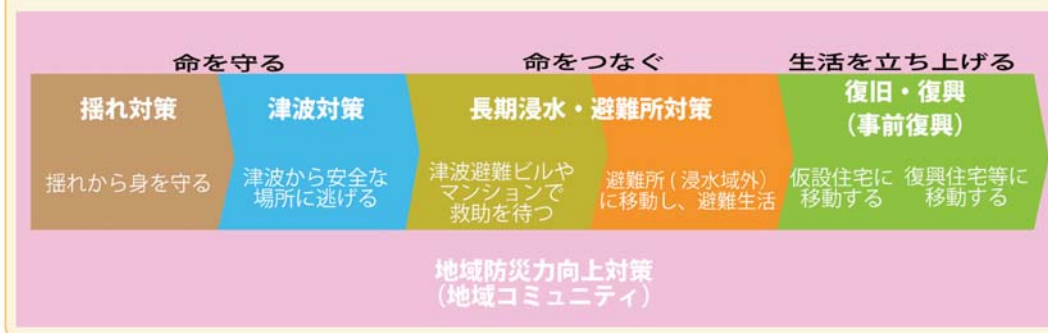 命を守る
命をつなぐ
生活を立ち上げる
揺れ対策
津波対策
長期浸水・避難所対策
復旧・復興
(事前復興)
揺れから身を守る
津波から安全な
場所に逃げる
津波避難ビルや
マンションで
救助を待つ
避難所(浸水域外)
に移動し、避難生活
仮設住宅に
移動する
復興住宅等に
移動する
地域防災力向上対策
(地域コミュニティ)